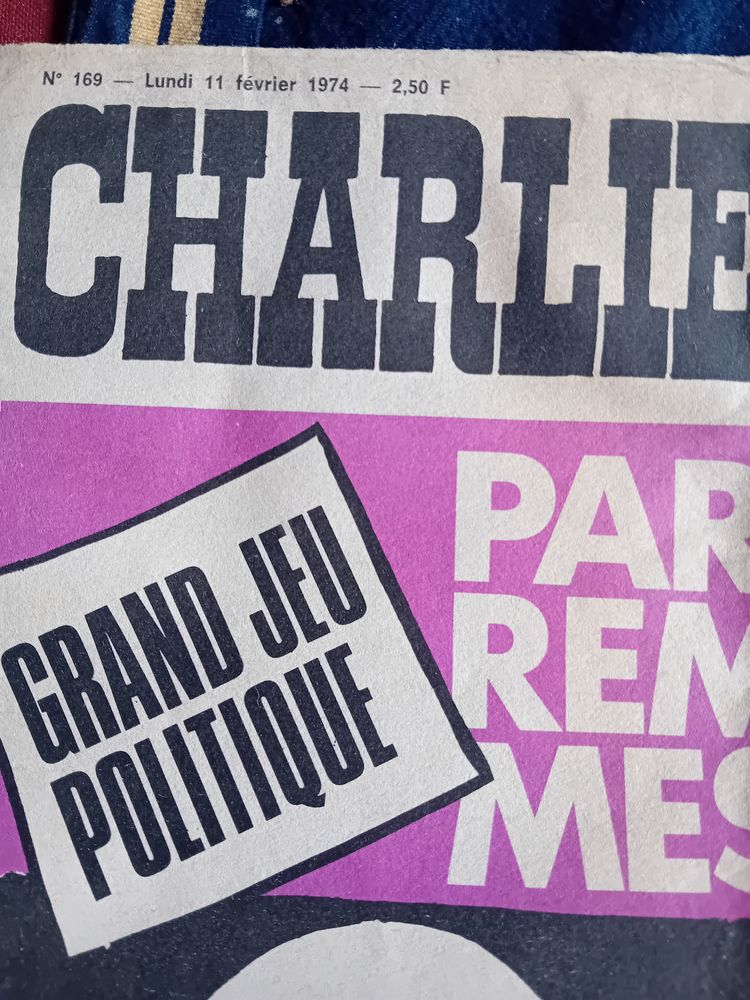 N° 169 — Lundi 11 février 1974 — 2,50 F
CHARLIE
GRAND JEU
POLITIQUE
PAR
REM
MES